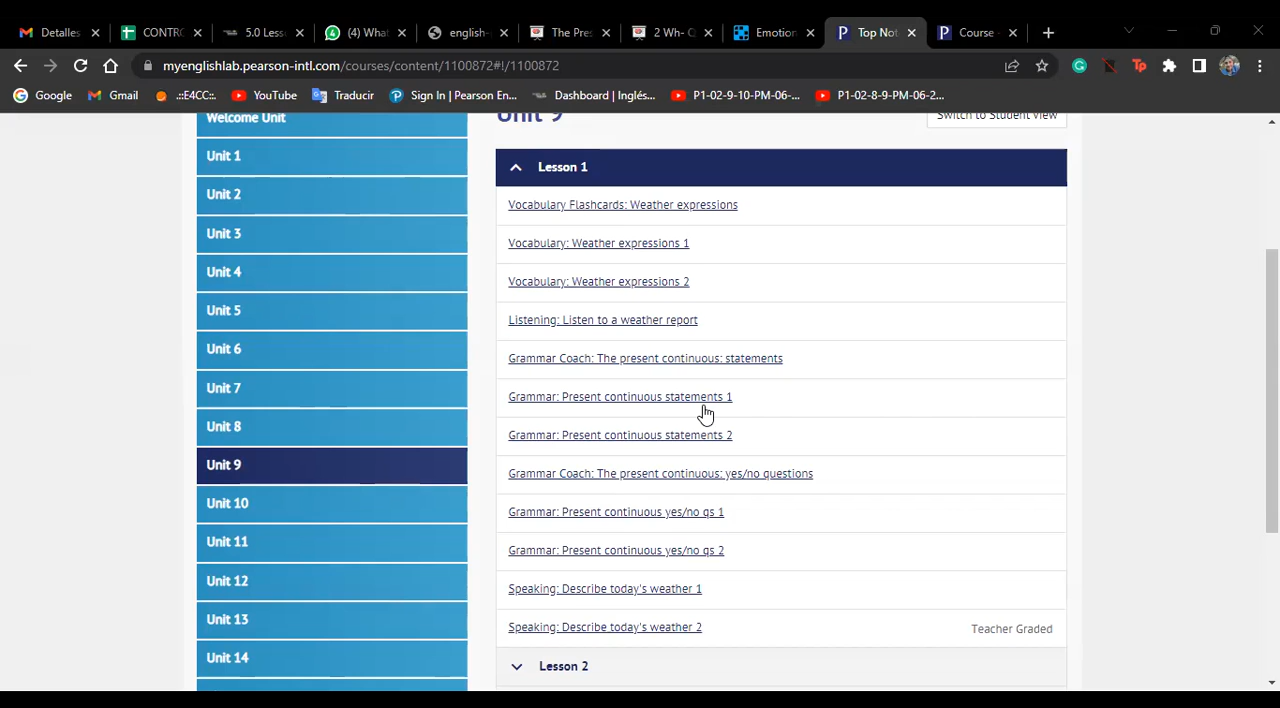 Detalles
CONTRC
5.0 Less
(4) What
english-
The Pres
2 Wh- Q
Emotion
Top Not
Course -
myenglishlab.pearson-intl.com/courses/content/1100872#!/1100872
Google
Gmail
.::E4CC::.
YouTube
Traducir
Sign In | Pearson En...
Dashboard | Inglés,...
P1-02-9-10-PM-06-...
P1-02-8-9-PM-06-2...
Welcome Unit
Unit 1
Unit 2
Unit 3
Unit 4
Unit 5
Unit 6
Unit 7
Unit 8
Unit 9
Unit 10
Unit 11
Unit 12
Unit 13
Unit 14
Unit 9
Switch to Student View
Lesson 1
Vocabulary Flashcards: Weather expressions
Vocabulary: Weather expressions 1
Vocabulary: Weather expressions 2
Listening: Listen to a weather report
Grammar Coach: The present continuous: statements
Grammar: Present continuous statements 1
Grammar: Present continuous statements 2
Grammar Coach: The present continuous: yes/no questions
Grammar: Present continuous yes/no qs 1
Grammar: Present continuous yes/no qs 2
Speaking: Describe today's weather 1
Speaking: Describe today's weather 2
Teacher Graded
Lesson 2